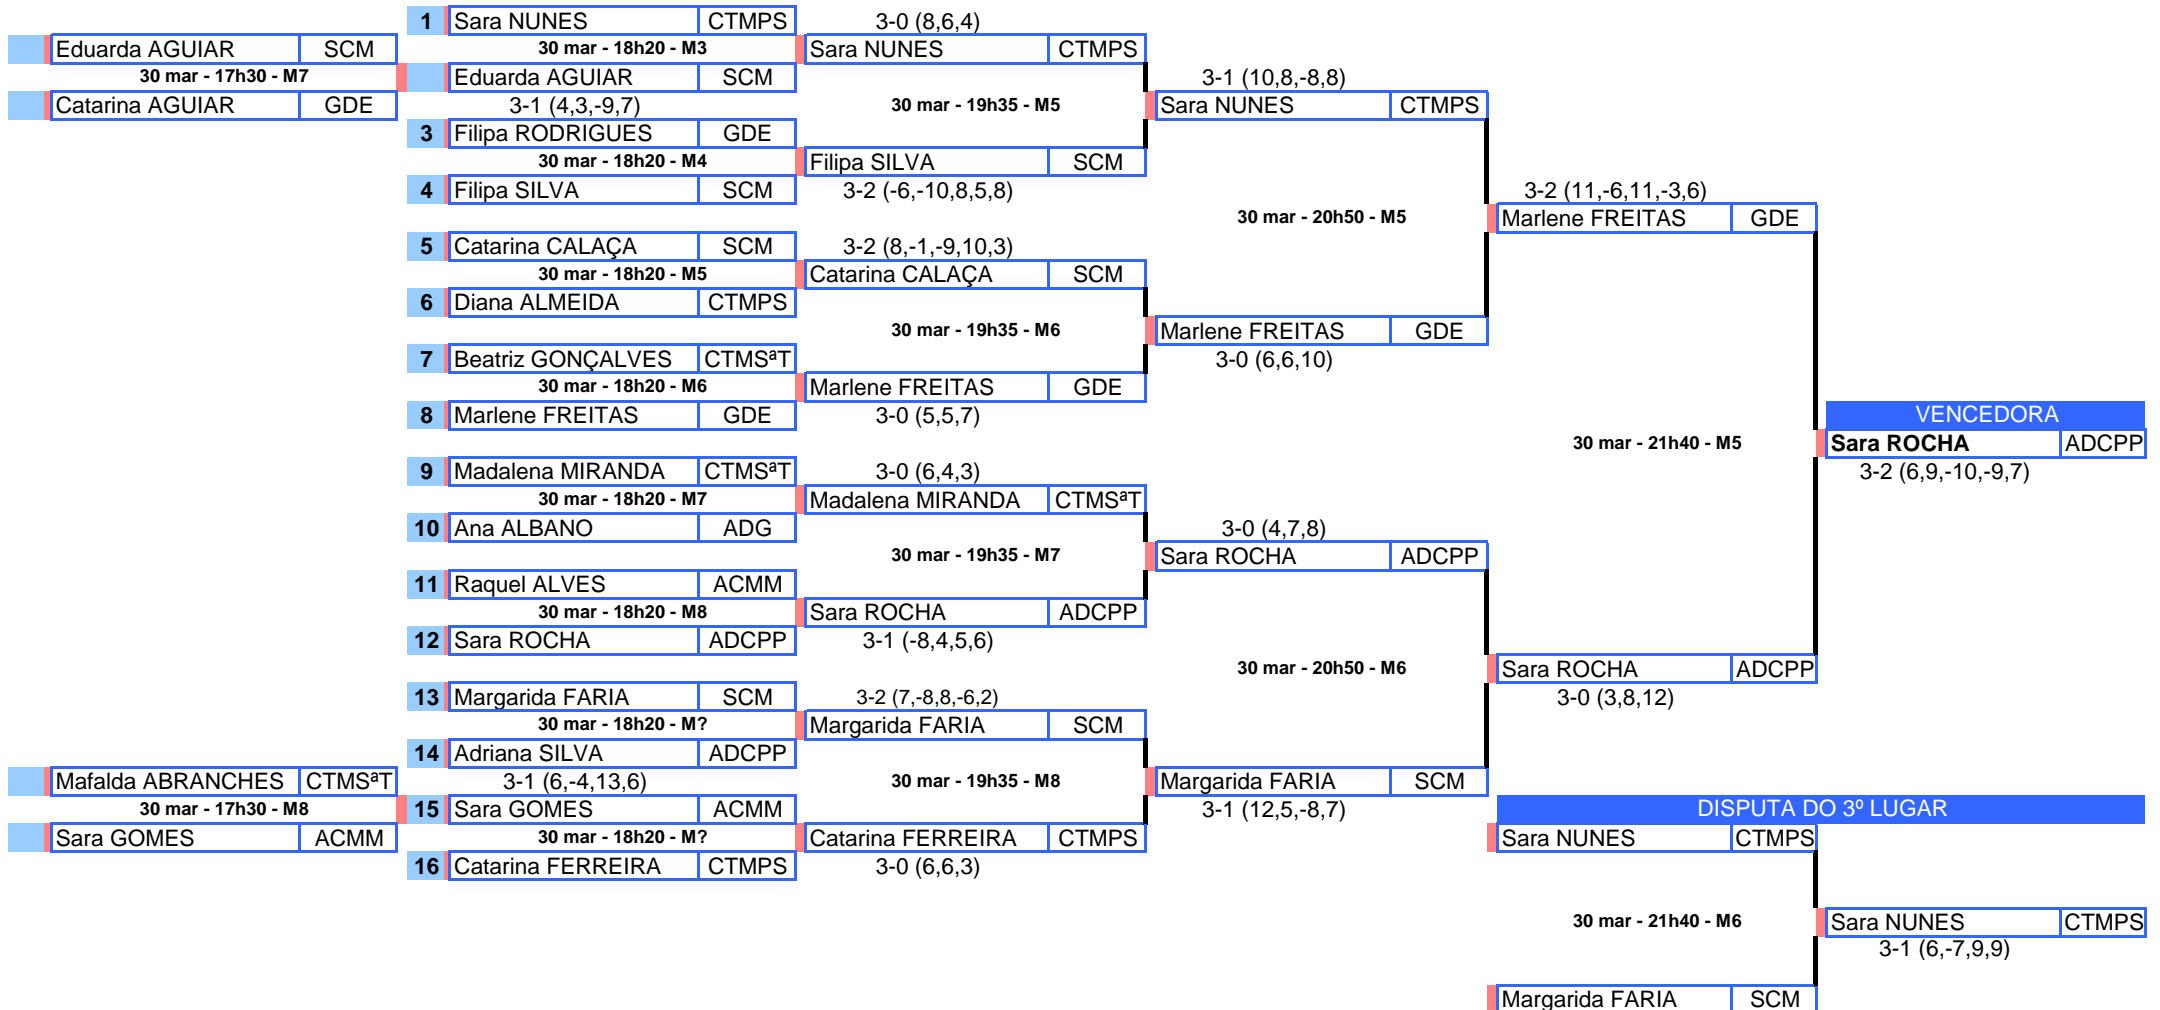 1 Sara NUNES CTMPS 3-0 (8,6,4)
Eduarda AGUIAR SCM 30 mar - 18h20 - M3 Sara NUNES CTMPS
30 mar - 17h30 - M7 Eduarda AGUIAR SCM 3-1 (10,8,-8,8)
Catarina AGUIAR GDE 3-1 (4,3,-9,7) 30 mar - 19h35 - M5 Sara NUNES CTMPS
3 Filipa RODRIGUES GDE
30 mar - 18h20 - M4 Filipa SILVA SCM
4 Filipa SILVA SCM 3-2 (-6,-10,8,5,8) 3-2 (11,-6,11,-3,6)
30 mar - 20h50 - M5 Marlene FREITAS GDE
5 Catarina CALAÇA SCM 3-2 (8,-1,-9,10,3)
30 mar - 18h20 - M5 Catarina CALAÇA SCM
6 Diana ALMEIDA CTMPS
30 mar - 19h35 - M6 Marlene FREITAS GDE
7 Beatriz GONÇALVES CTMSªT 3-0 (6,6,10)
30 mar - 18h20 - M6 Marlene FREITAS GDE
8 Marlene FREITAS GDE 3-0 (5,5,7) VENCEDORA
30 mar - 21h40 - M5 Sara ROCHA ADCPP
9 Madalena MIRANDA CTMSªT 3-0 (6,4,3) 3-2 (6,9,-10,-9,7)
30 mar - 18h20 - M7 Madalena MIRANDA CTMSªT
10 Ana ALBANO ADG 3-0 (4,7,8)
30 mar - 19h35 - M7 Sara ROCHA ADCPP
11 Raquel ALVES ACMM
30 mar - 18h20 - M8 Sara ROCHA ADCPP
12 Sara ROCHA ADCPP 3-1 (-8,4,5,6)
30 mar - 20h50 - M6 Sara ROCHA ADCPP
13 Margarida FARIA SCM 3-2 (7,-8,8,-6,2) 3-0 (3,8,12)
30 mar - 18h20 - M? Margarida FARIA SCM
14 Adriana SILVA ADCPP
Mafalda ABRANCHES CTMSªT 3-1 (6,-4,13,6) 30 mar - 19h35 - M8 Margarida FARIA SCM
30 mar - 17h30 - M8 15 Sara GOMES ACMM 3-1 (12,5,-8,7) DISPUTA DO 3º LUGAR
Sara GOMES ACMM 30 mar - 18h20 - M? Catarina FERREIRA CTMPS Sara NUNES CTMPS
16 Catarina FERREIRA CTMPS 3-0 (6,6,3)
30 mar - 21h40 - M6 Sara NUNES CTMPS
3-1 (6,-7,9,9)
Margarida FARIA SCM